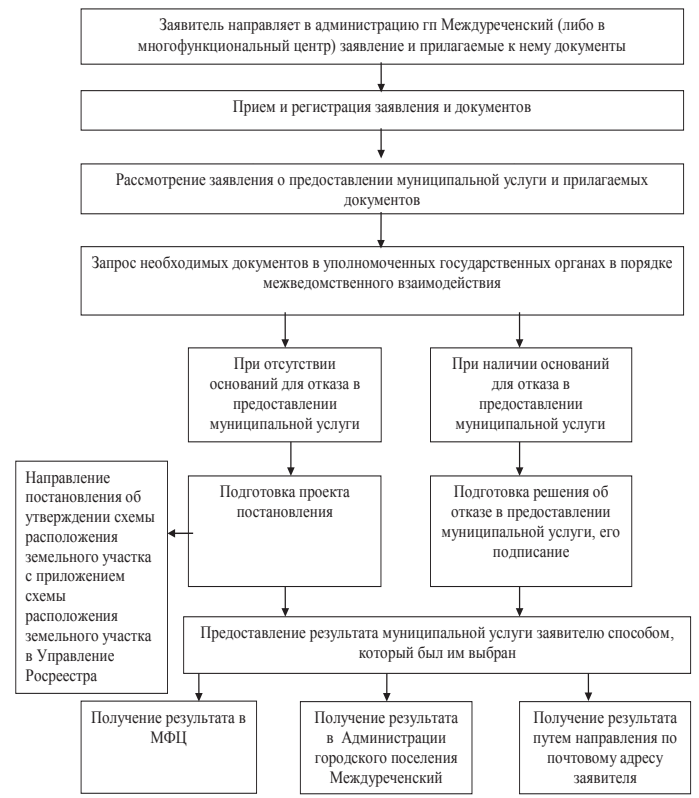 Заявитель направляет в администрацию гп Междуреченский (либо в
многофункциональный центр) заявление и прилагаемые к нему документы
Прием и регистрация заявления и документов
Рассмотрение заявления о предоставлении муниципальной услуги и прилагаемых
документов
Запрос необходимых документов в уполномоченных государственных органах в порядке
межведомственного взаимодействия
При отсутствии
оснований для отказа в
предоставлении
муниципальной услуги
При наличии оснований
для отказа в
предоставлении
муниципальной услуги
Направление
постановления об
утверждении схемы
расположения
земельного участка
с приложением
схемы
расположения
земельного участка
в Управление
Росреестра
Подготовка проекта
постановления
Подготовка решения об
отказе в предоставлении
муниципальной услуги, его
подписание
Предоставление результата муниципальной услуги заявителю способом,
который был им выбран
Получение результата в
МФЦ
Получение результата
в Администрации
городского поселения
Междуреченский
Получение результата
путем направления по
почтовому адресу
заявителя